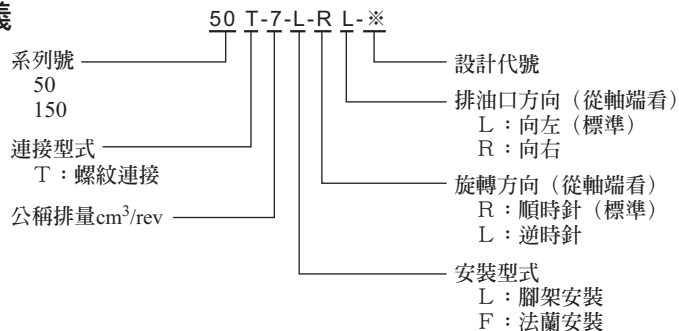 義
50 T-7-L-R L-※
系列號
50
150
連接型式
T：螺紋連接
公稱排量cm³/rev
設計代號
排油口方向（從軸端看）
L：向左（標準）
R：向右
旋轉方向（從軸端看）
R：順時針（標準）
L：逆時針
安裝型式
L：腳架安裝
F：法蘭安裝